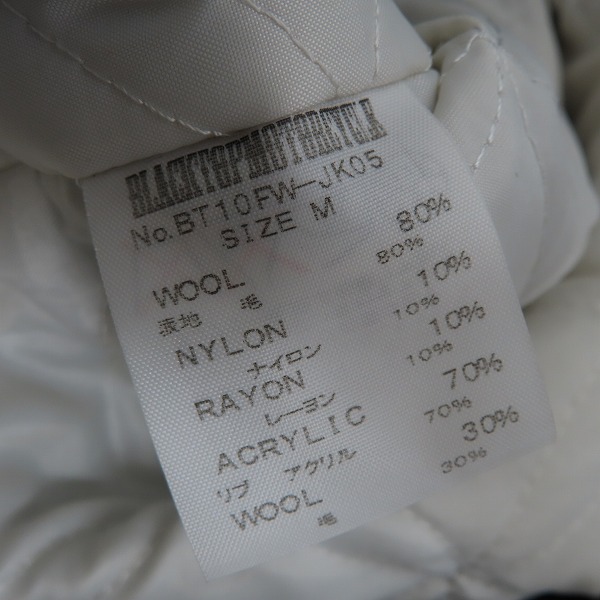 BLACKTOPMOTORCYCLE
No.BT10FW-JK05
SIZE M
WOOL 80%
表地 毛 80%
NYLON 10%
ナイロン 10%
RAYON 10%
レーヨン 10%
ACRYLIC 70%
リブ アクリル 70%
WOOL 30%
毛 30%